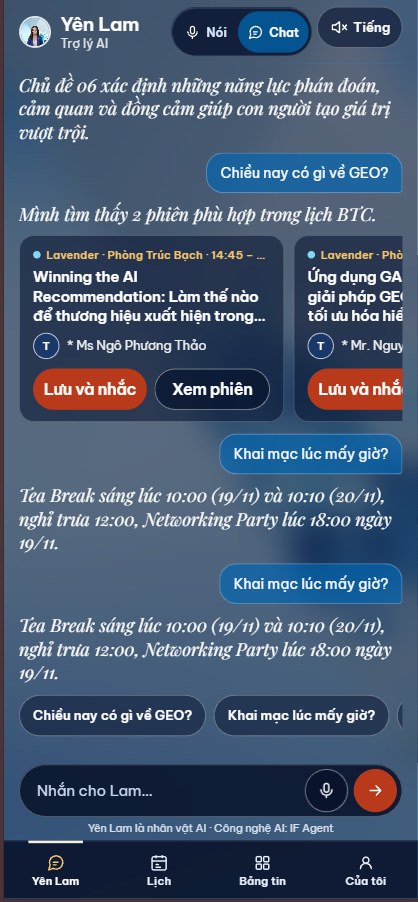 Yên Lam
Trợ lý AI
Nói
Chat
Tiếng
Chủ đề 06 xác định những năng lực phán đoán,
cảm quan và đồng cảm giúp con người tạo giá trị
vượt trội.
Chiều nay có gì về GEO?
Mình tìm thấy 2 phiên phù hợp trong lịch BTC.
Lavender · Phòng Trúc Bạch · 14:45 – ...
Winning the AI
Recommendation: Làm thế nào
để thương hiệu xuất hiện trong...
T
* Ms Ngô Phương Thảo
Lưu và nhắc
Xem phiên
Lavender · Phò
Ứng dụng GA
giải pháp GE
tối ưu hóa hiể
T
* Mr. Nguy
Lưu và nhắ
Khai mạc lúc mấy giờ?
Tea Break sáng lúc 10:00 (19/11) và 10:10 (20/11),
nghỉ trưa 12:00, Networking Party lúc 18:00 ngày
19/11.
Khai mạc lúc mấy giờ?
Tea Break sáng lúc 10:00 (19/11) và 10:10 (20/11),
nghỉ trưa 12:00, Networking Party lúc 18:00 ngày
19/11.
Chiều nay có gì về GEO?
Khai mạc lúc mấy giờ?
Nhắn cho Lam...
Yên Lam là nhân vật AI · Công nghệ AI: IF Agent
Yên Lam
Lịch
Bảng tin
Của tôi